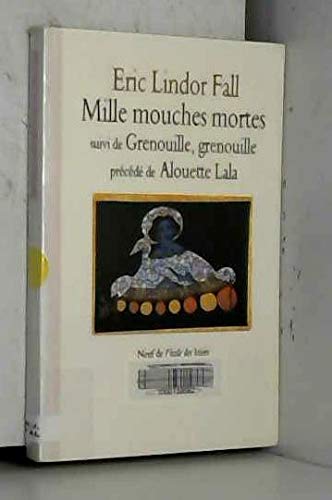 Eric Lindor Fall
Mille mouches mortes
suivi de Grenouille, grenouille
précédé de Alouette Lala
Neuf de l'école des loisirs